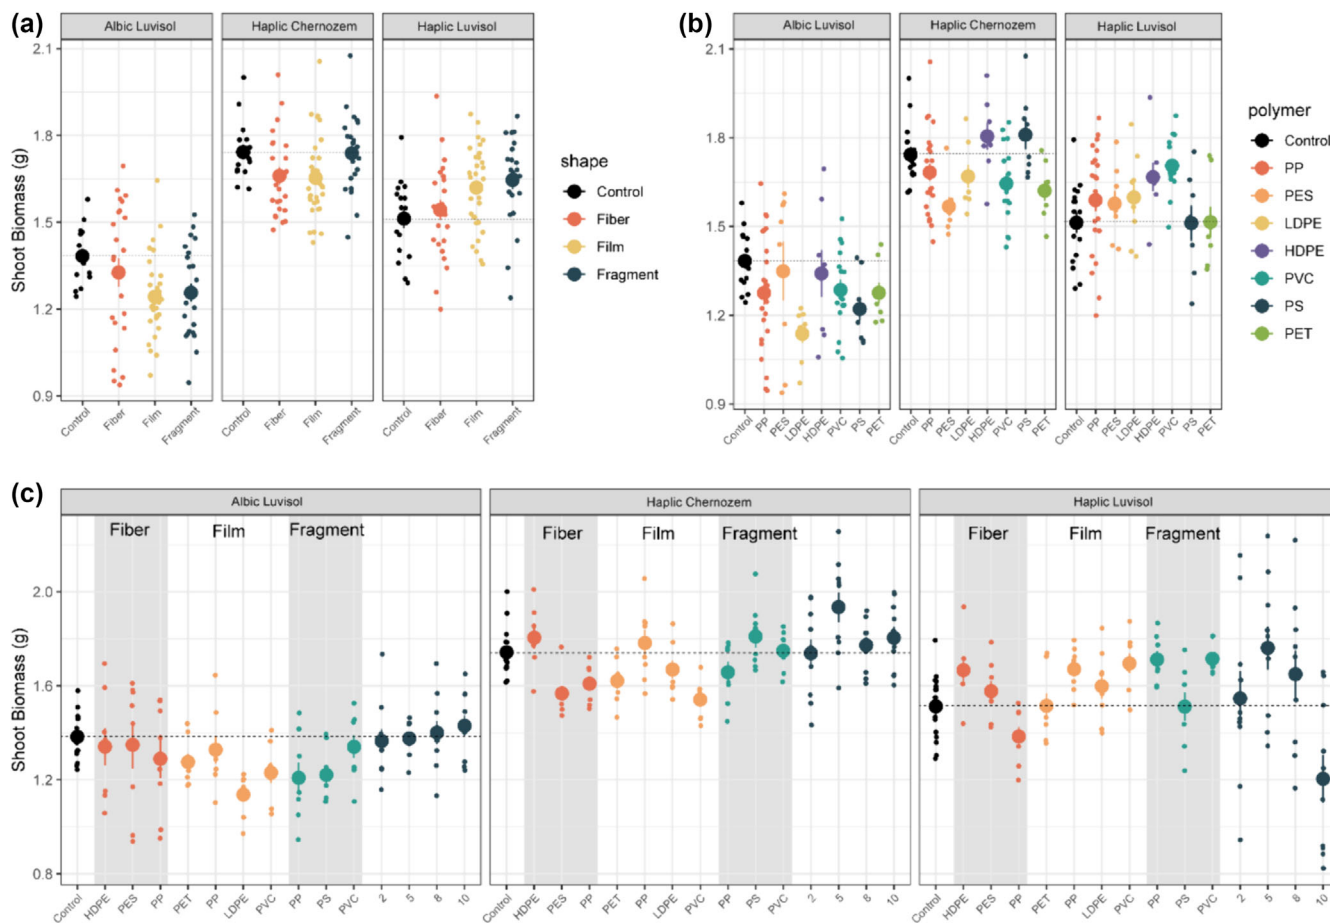 (a)
Albic Luvisol
Haplic Chernozem
Haplic Luvisol
Shoot Biomass (g)
2.1
1.8
1.5
1.2
0.9
Control
Fiber
Film
Fragment
Control
Fiber
Film
Fragment
Control
Fiber
Film
Fragment
shape
Control
Fiber
Film
Fragment
(b)
Albic Luvisol
Haplic Chernozem
Haplic Luvisol
2.1
1.8
1.5
1.2
0.9
Control
PP
PES
LDPE
HDPE
PVC
PS
PET
Control
PP
PES
LDPE
HDPE
PVC
PS
PET
Control
PP
PES
LDPE
HDPE
PVC
PS
PET
polymer
Control
PP
PES
LDPE
HDPE
PVC
PS
PET
(c)
Albic Luvisol
Haplic Chernozem
Haplic Luvisol
Fiber
Film
Fragment
Fiber
Film
Fragment
Fiber
Film
Fragment
Shoot Biomass (g)
2.0
1.6
1.2
0.8
Control
HDPE
PES
PP
PET
PP
LDPE
PVC
PP
PS
PVC
2
5
8
10
Control
HDPE
PES
PP
PET
PP
LDPE
PVC
PP
PS
PVC
2
5
8
10
Control
HDPE
PES
PP
PET
PP
LDPE
PVC
PP
PS
PVC
2
5
8
10